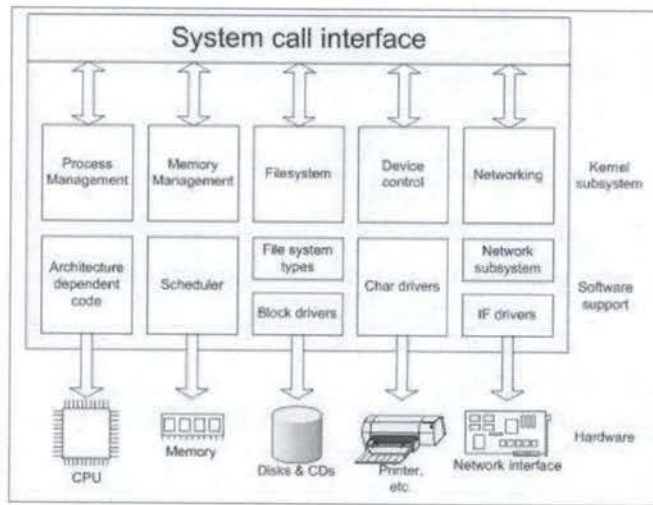 System call interface
Process
Management
Memory
Management
Filesystem
Device
control
Networking
Kernel
subsystem
Architecture
dependent
code
Scheduler
File system
types
Block drivers
Char drivers
Network
subsystem
IF drivers
Software
support
CPU
Memory
Disks & CDs
Printer,
etc.
Network interface
Hardware